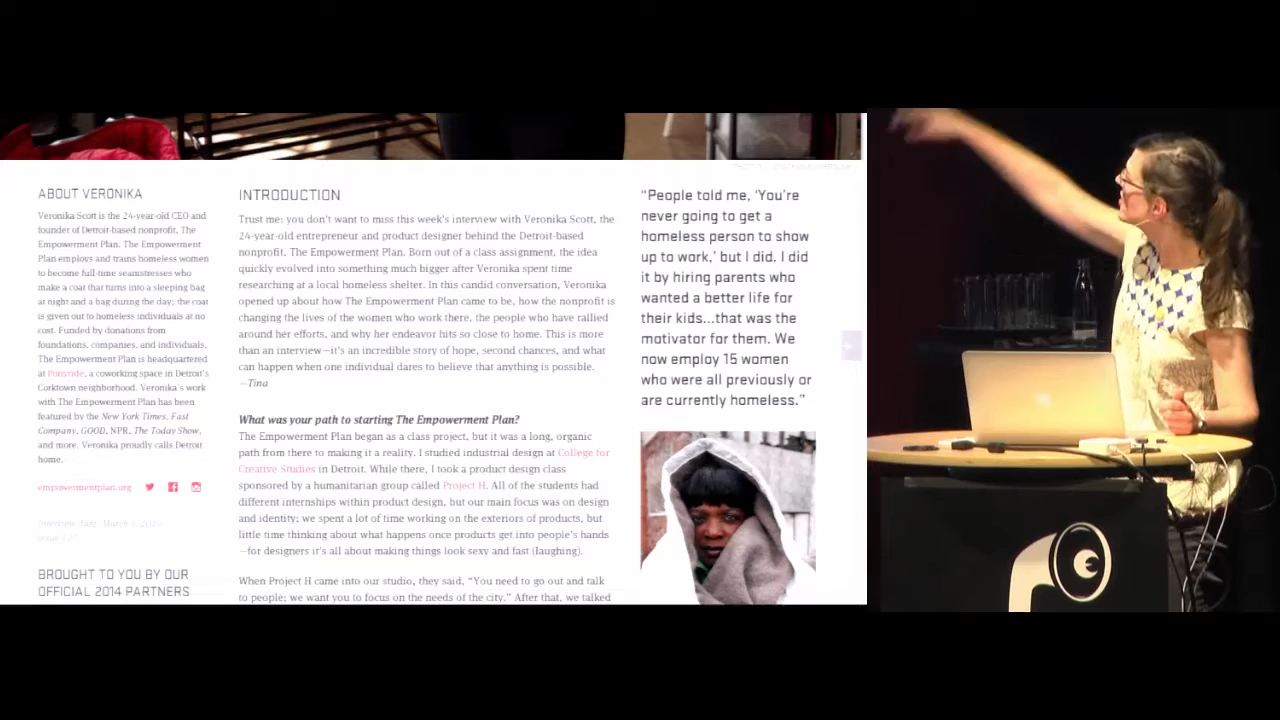 ABOUT VERONIKA
Veronika Scott is the 24-year-old CEO and
founder of Detroit-based nonprofit, The
Empowerment Plan. The Empowerment
Plan employs and trains homeless women
to become full-time seamstresses who
make a coat that turns into a sleeping bag
at night and a bag during the day; the coat
is given out to homeless individuals at no
cost. Funded by donations from
foundations, companies, and individuals,
The Empowerment Plan is headquartered
at Ponyride, a coworking space in Detroit's
Corktown neighborhood. Veronika's work
with The Empowerment Plan has been
featured by the New York Times, Fast
Company, GOOD, NPR, The Today Show,
and more. Veronika proudly calls Detroit
home.
empowermentplan.org
Interview date: March
BROUGHT TO YOU BY OUR
OFFICIAL 2014 PARTNERS
INTRODUCTION
Trust me: you don't want to miss this week's interview with Veronika Scott, the
24-year-old entrepreneur and product designer behind the Detroit-based
nonprofit, The Empowerment Plan. Born out of a class assignment, the idea
quickly evolved into something much bigger after Veronika spent time
researching at a local homeless shelter. In this candid conversation, Veronika
opened up about how The Empowerment Plan came to be, how the nonprofit is
changing the lives of the women who work there, the people who have rallied
around her efforts, and why her endeavor hits so close to home. This is more
than an interview—it's an incredible story of hope, second chances, and what
can happen when one individual dares to believe that anything is possible.
—Tina
What was your path to starting The Empowerment Plan?
The Empowerment Plan began as a class project, but it was a long, organic
path from there to making it a reality. I studied industrial design at College for
Creative Studies in Detroit. While there, I took a product design class
sponsored by a humanitarian group called Project H. All of the students had
different internships within product design, but our main focus was on design
and identity; we spent a lot of time working on the exteriors of products, but
little time thinking about what happens once products get into people's hands
—for designers it's all about making things look sexy and fast (laughing).
When Project H came into our studio, they said, "You need to go out and talk
to people; we want you to focus on the needs of the city." After that, we talked
"People told me, 'You're
never going to get a
homeless person to show
up to work,' but I did. I did
it by hiring parents who
wanted a better life for
their kids...that was the
motivator for them. We
now employ 15 women
who were all previously or
are currently homeless."